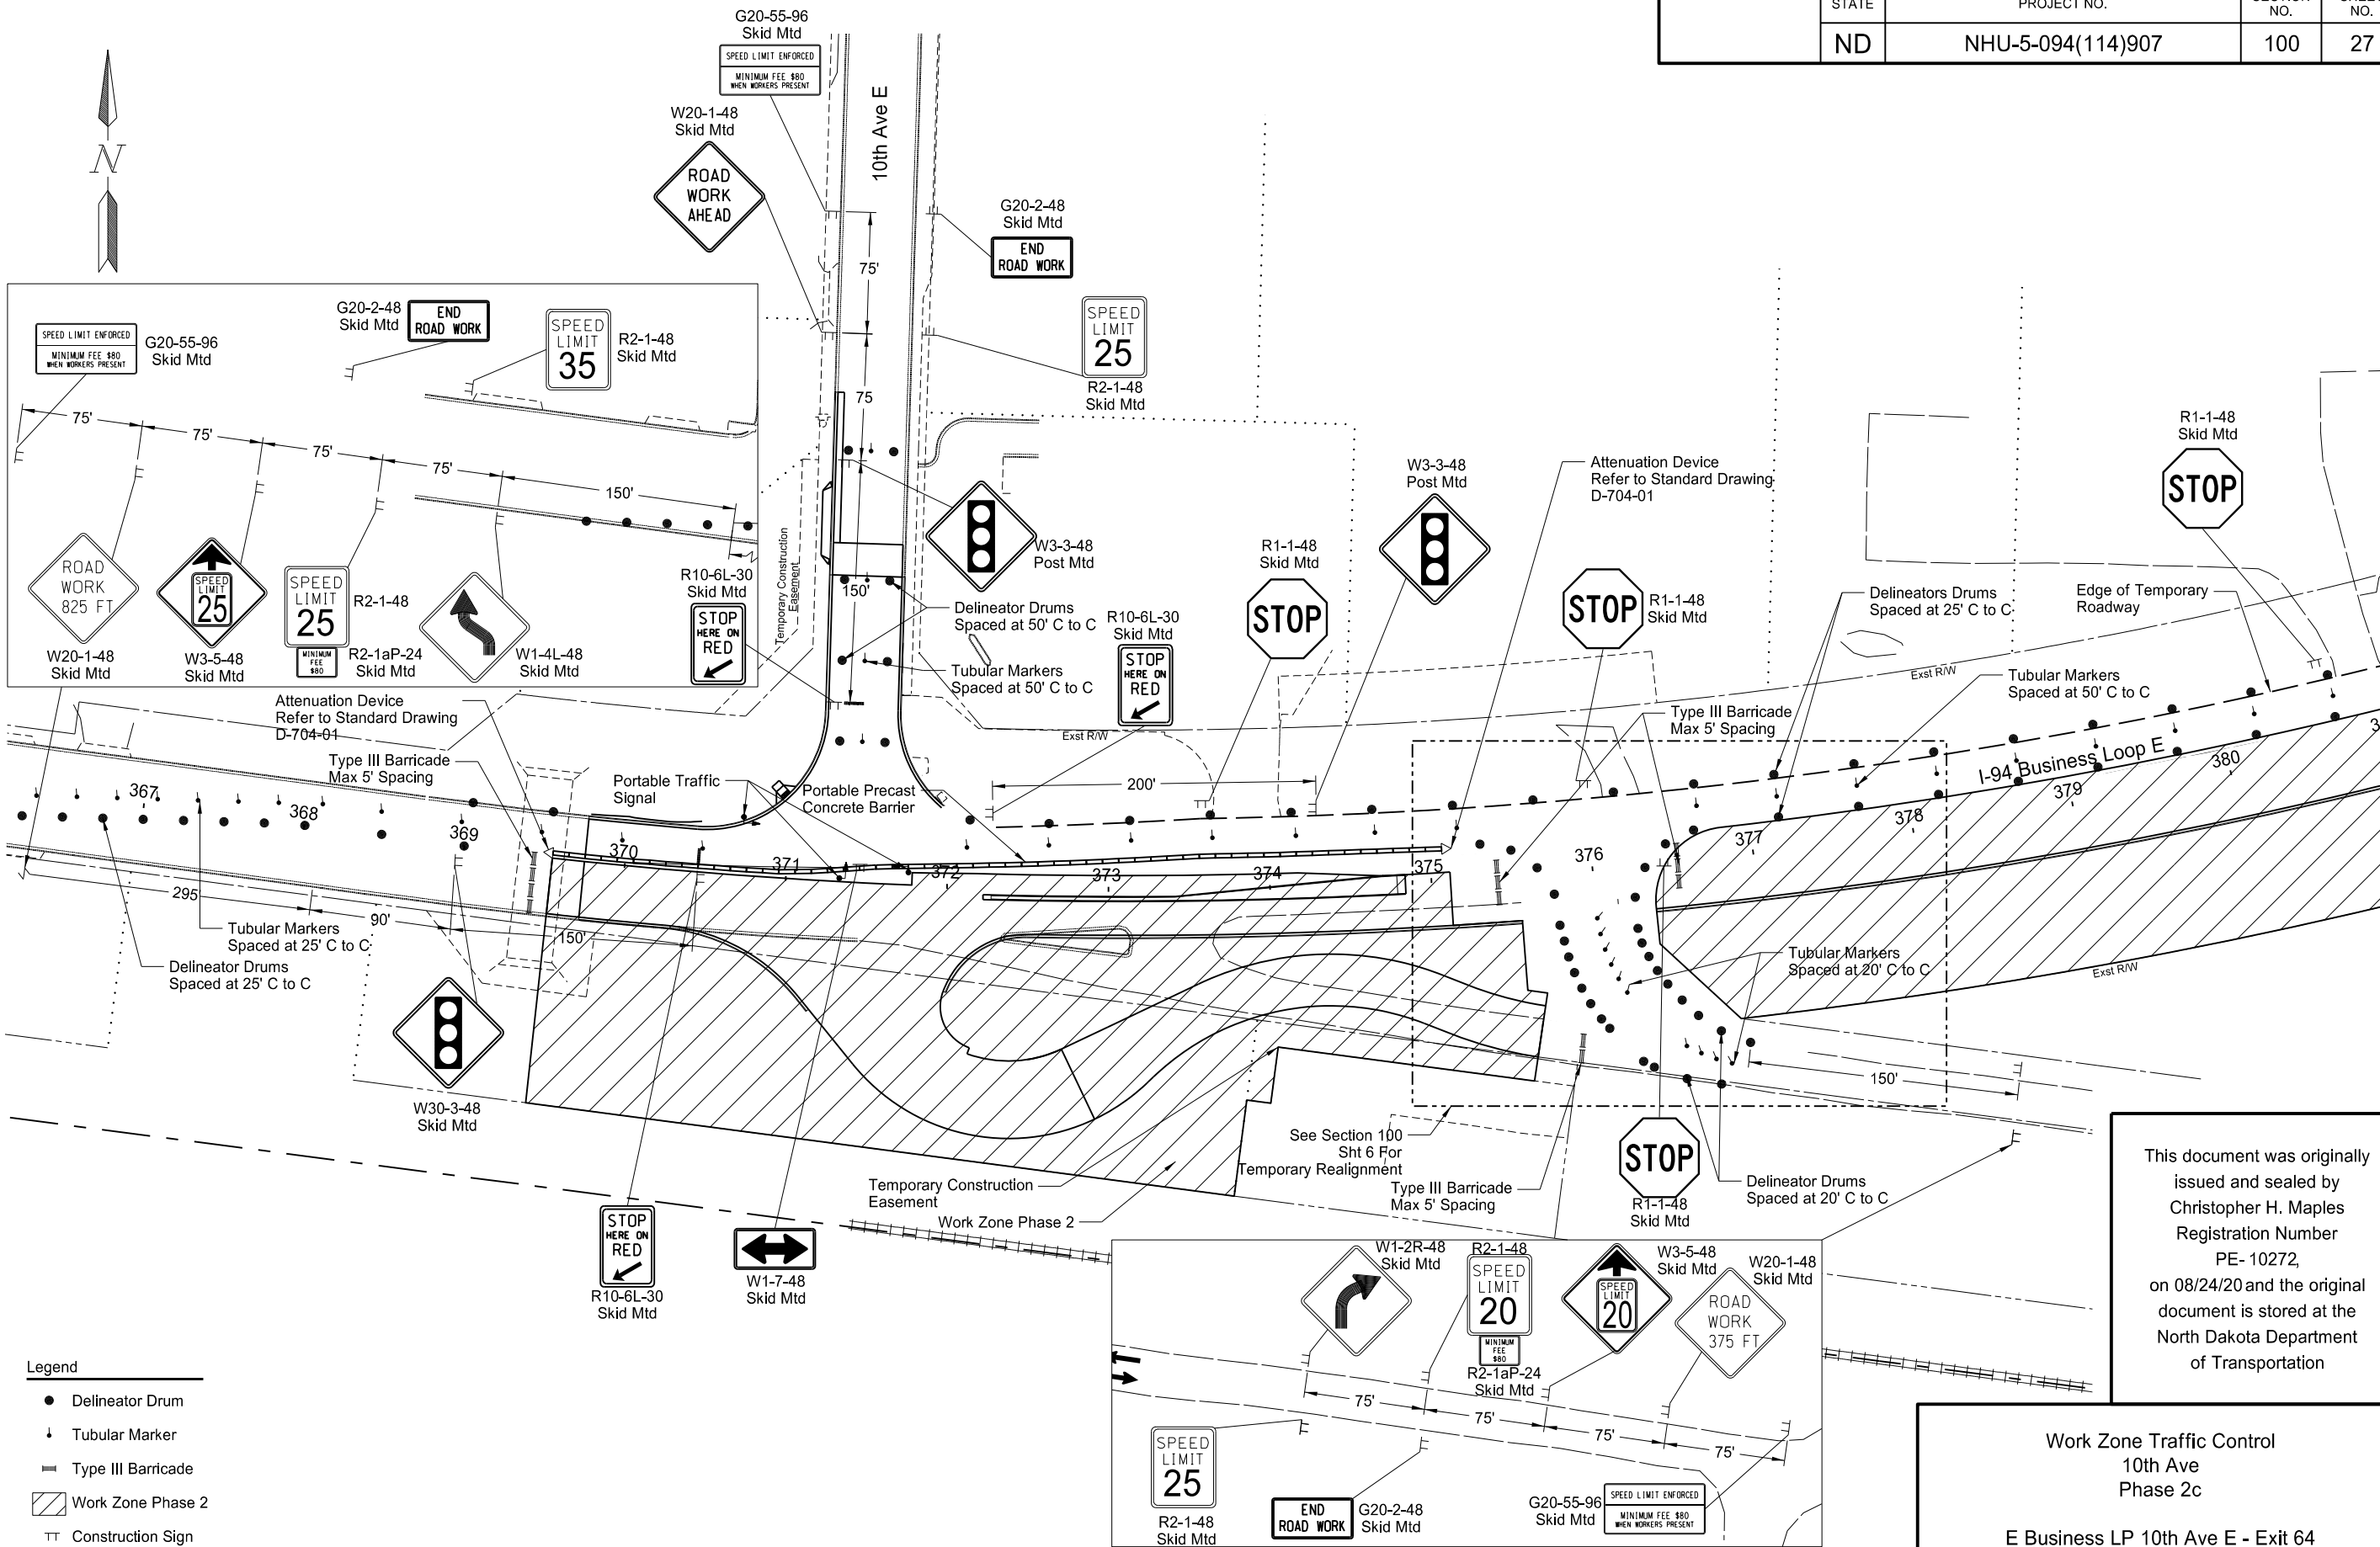 STATE
PROJECT NO.
NO.
NO.
ND
NHU-5-094(114)907
100
27
N
G20-55-96
Skid Mtd
SPEED LIMIT ENFORCED
MINIMUM FEE $80
WHEN WORKERS PRESENT
W20-1-48
Skid Mtd
ROAD
WORK
AHEAD
10th Ave E
G20-2-48
Skid Mtd
END
ROAD WORK
75'
75
150'
SPEED
LIMIT
25
R2-1-48
Skid Mtd
SPEED LIMIT ENFORCED
MINIMUM FEE $80
WHEN WORKERS PRESENT
G20-55-96
Skid Mtd
G20-2-48
Skid Mtd
END
ROAD WORK
SPEED
LIMIT
35
R2-1-48
Skid Mtd
75'
75'
75'
75'
150'
ROAD
WORK
825 FT
W20-1-48
Skid Mtd
SPEED
LIMIT
25
W3-5-48
Skid Mtd
SPEED
LIMIT
25
R2-1-48
MINIMUM
FEE
$80
R2-1aP-24
Skid Mtd
W1-4L-48
Skid Mtd
R10-6L-30
Skid Mtd
STOP
HERE ON
RED
Temporary Construction
Easement
W3-3-48
Post Mtd
Delineator Drums
Spaced at 50' C to C
Tubular Markers
Spaced at 50' C to C
R10-6L-30
Skid Mtd
STOP
HERE ON
RED
R1-1-48
Skid Mtd
STOP
W3-3-48
Post Mtd
Attenuation Device
Refer to Standard Drawing
D-704-01
STOP
R1-1-48
Skid Mtd
R1-1-48
Skid Mtd
STOP
Delineators Drums
Spaced at 25' C to C
Edge of Temporary
Roadway
Tubular Markers
Spaced at 50' C to C
Exst R/W
Exst R/W
Type III Barricade
Max 5' Spacing
Attenuation Device
Refer to Standard Drawing
D-704-01
Type III Barricade
Max 5' Spacing
Portable Traffic
Signal
Portable Precast
Concrete Barrier
200'
I-94 Business Loop E
367
368
369
370
371
372
373
374
375
376
377
378
379
380
295
90'
150'
Tubular Markers
Spaced at 25' C to C
Delineator Drums
Spaced at 25' C to C
Tubular Markers
Spaced at 20' C to C
Exst R/W
150'
W30-3-48
Skid Mtd
STOP
HERE ON
RED
R10-6L-30
Skid Mtd
W1-7-48
Skid Mtd
Temporary Construction
Easement
Work Zone Phase 2
See Section 100
Sht 6 For
Temporary Realignment
Type III Barricade
Max 5' Spacing
STOP
R1-1-48
Skid Mtd
Delineator Drums
Spaced at 20' C to C
W1-2R-48
Skid Mtd
R2-1-48
SPEED
LIMIT
20
MINIMUM
FEE
$80
R2-1aP-24
Skid Mtd
SPEED
LIMIT
20
W3-5-48
Skid Mtd
W20-1-48
Skid Mtd
ROAD
WORK
375 FT
75'
75'
75'
75'
SPEED
LIMIT
25
R2-1-48
Skid Mtd
END
ROAD WORK
G20-2-48
Skid Mtd
G20-55-96
Skid Mtd
SPEED LIMIT ENFORCED
MINIMUM FEE $80
WHEN WORKERS PRESENT
This document was originally
issued and sealed by
Christopher H. Maples
Registration Number
PE- 10272,
on 08/24/20 and the original
document is stored at the
North Dakota Department
of Transportation
Legend
Delineator Drum
Tubular Marker
Type III Barricade
Work Zone Phase 2
Construction Sign
Work Zone Traffic Control
10th Ave
Phase 2c
E Business LP 10th Ave E - Exit 64